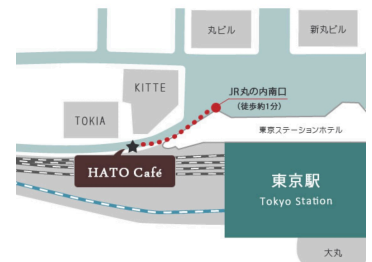 丸ビル
新丸ビル
KITTE
JR丸の内南口
(徒歩約1分)
TOKIA
東京ステーションホテル
HATO Café
東京駅
Tokyo Station
大丸